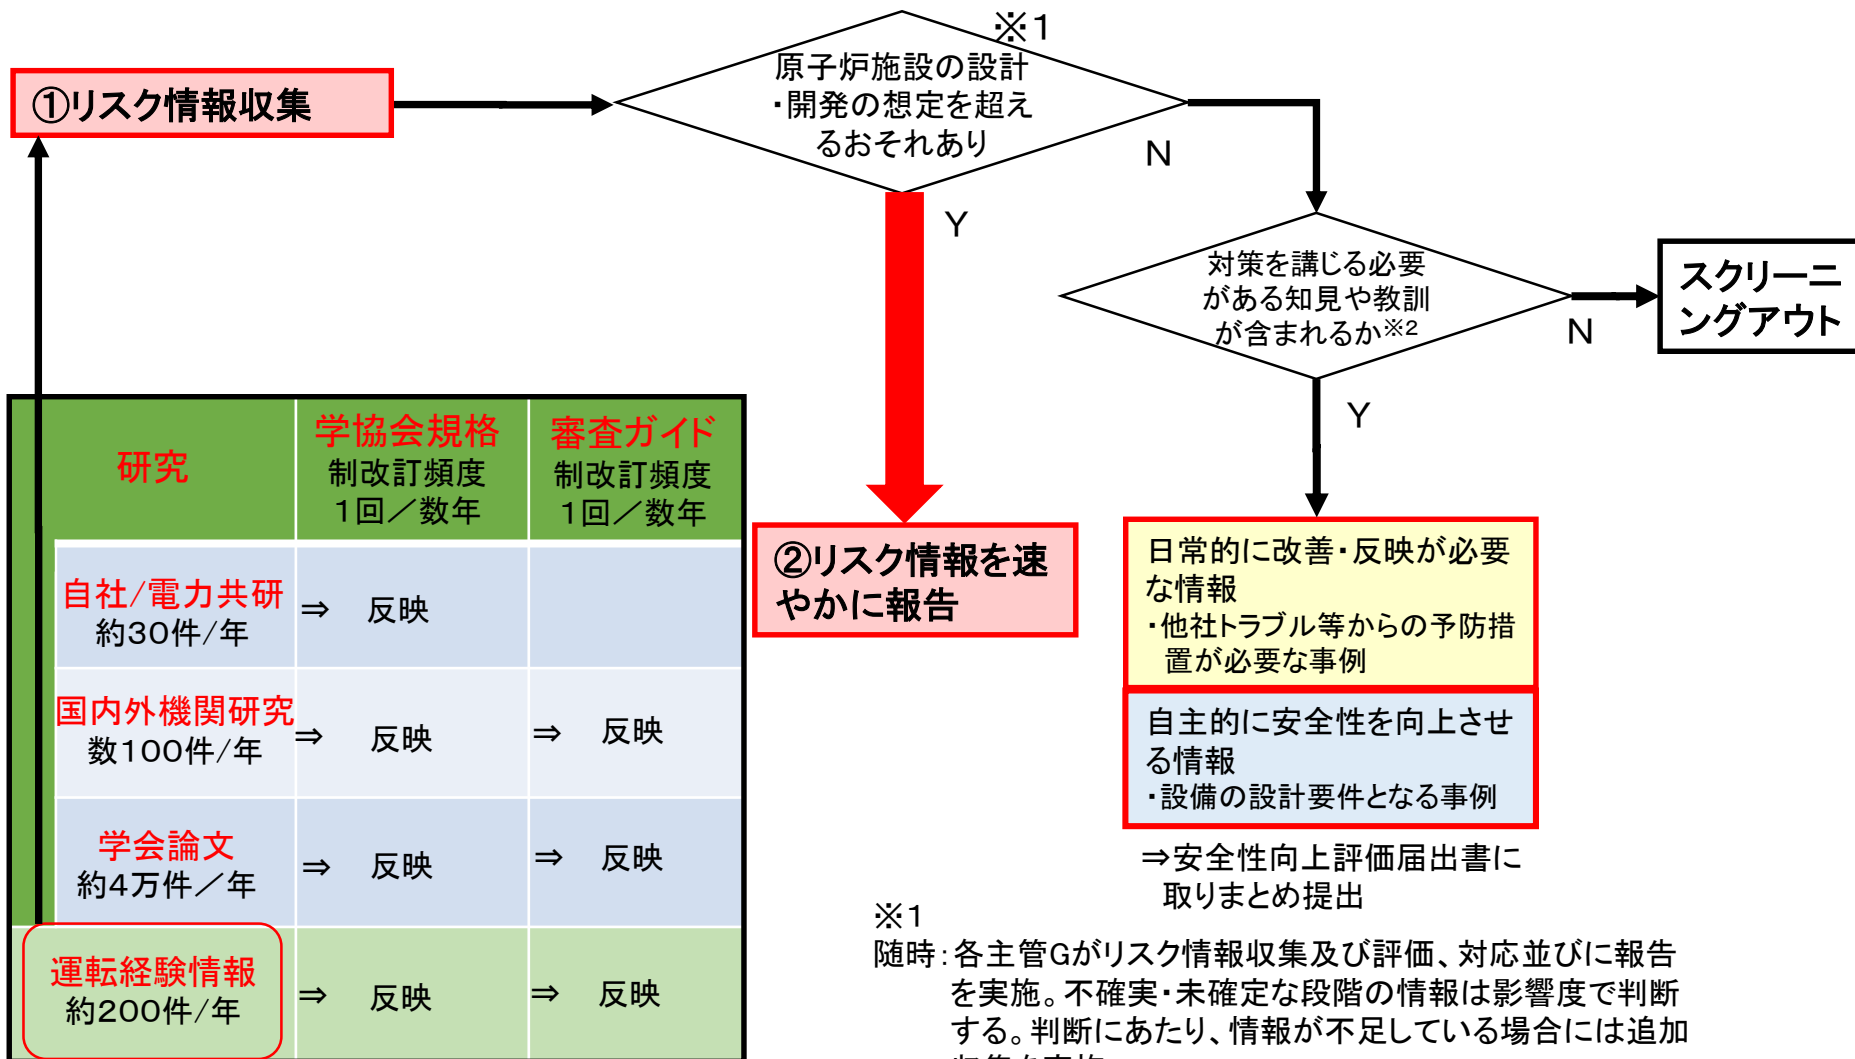 ※1
原子炉施設の設計
・開発の想定を超え
るおそれあり
①リスク情報収集
N
Y
対策を講じる必要
がある知見や教訓
が含まれるか※2
N
スクリーニ
ングアウト
Y
②リスク情報を速
やかに報告
日常的に改善・反映が必要
な情報
・他社トラブル等からの予防措
置が必要な事例
自主的に安全性を向上させ
る情報
・設備の設計要件となる事例
⇒安全性向上評価届出書に
取りまとめ提出
研究
学協会規格
制改訂頻度
1回／数年
審査ガイド
制改訂頻度
1回／数年
自社/電力共研
約30件/年
⇒ 反映
国内外機関研究
数100件/年
⇒ 反映 ⇒ 反映
学会論文
約4万件／年
⇒ 反映 ⇒ 反映
運転経験情報
約200件/年
⇒ 反映 ⇒ 反映
※1
随時：各主管Gがリスク情報収集及び評価、対応並びに報告
を実施。不確実・未確定な段階の情報は影響度で判断
する。判断にあたり、情報が不足している場合には追加